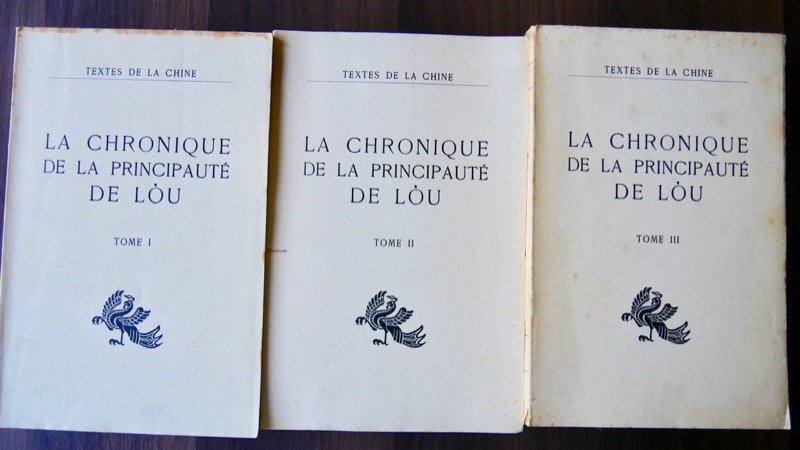 TEXTES DE LA CHINE
LA CHRONIQUE
DE LA PRINCIPAUTÉ
DE LÒU
TOME I
TEXTES DE LA CHINE
LA CHRONIQUE
DE LA PRINCIPAUTÉ
DE LÒU
TOME II
TEXTES DE LA CHINE
LA CHRONIQUE
DE LA PRINCIPAUTÉ
DE LÒU
TOME III